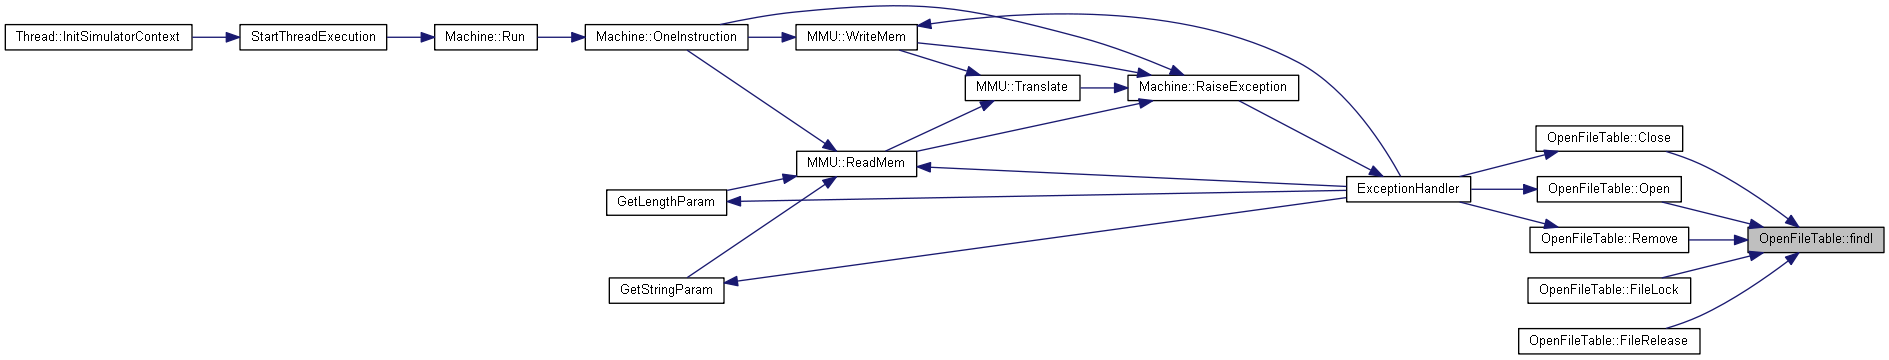 Thread::InitSimulatorContext
StartThreadExecution
Machine::Run
Machine::OneInstruction
MMU::WriteMem
MMU::Translate
Machine::RaiseException
MMU::ReadMem
GetLengthParam
GetStringParam
ExceptionHandler
OpenFileTable::Close
OpenFileTable::Open
OpenFileTable::Remove
OpenFileTable::FileLock
OpenFileTable::FileRelease
OpenFileTable::findl